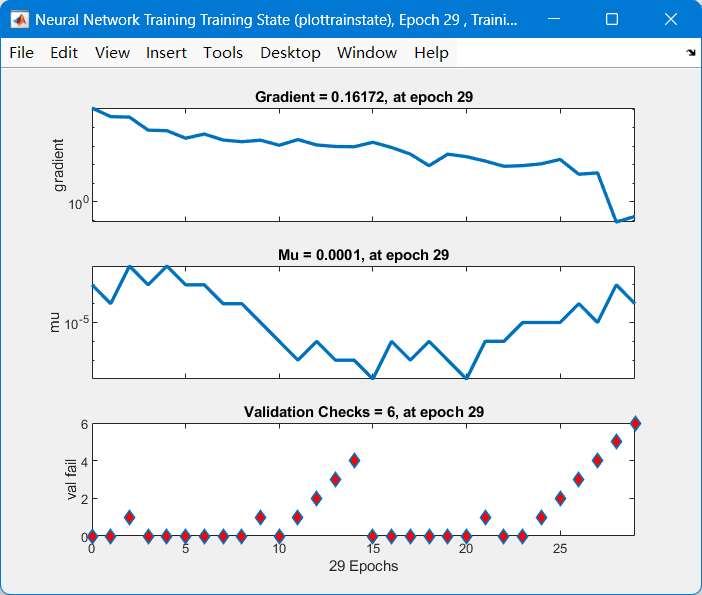 Neural Network Training Training State (plottrainstate), Epoch 29 , Traini...
File Edit View Insert Tools Desktop Window Help
Gradient = 0.16172, at epoch 29
gradient
10^0
Mu = 0.0001, at epoch 29
mu
10^-5
Validation Checks = 6, at epoch 29
val fail
6
4
2
0
0 5 10 15 20 25
29 Epochs